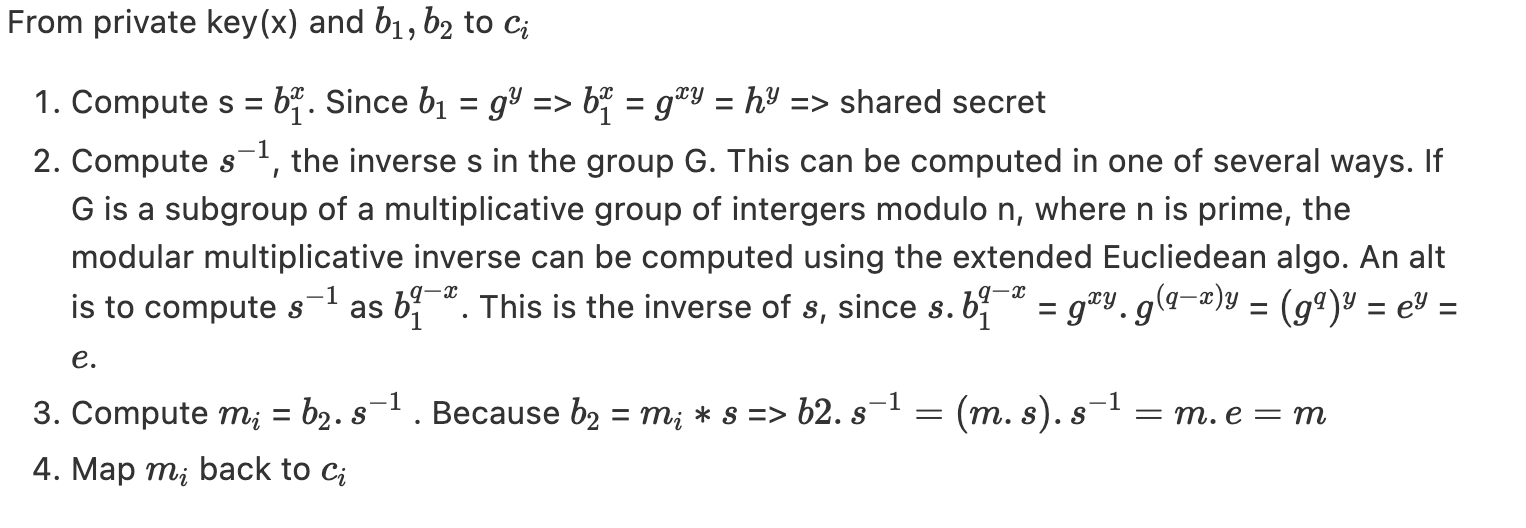 From private key(x) and b₁, b₂ to cᵢ
1. Compute s = b₁ˣ. Since b₁ = gʸ => b₁ˣ = gˣʸ = hʸ => shared secret
2. Compute s⁻¹, the inverse s in the group G. This can be computed in one of several ways. If
G is a subgroup of a multiplicative group of intergers modulo n, where n is prime, the
modular multiplicative inverse can be computed using the extended Eucliedean algo. An alt
is to compute s⁻¹ as b₁^(q−x). This is the inverse of s, since s. b₁^(q−x) = gˣʸ. g^((q−x)y) = (g^q)ʸ = eʸ =
e.
3. Compute mᵢ = b₂. s⁻¹ . Because b₂ = mᵢ * s => b2. s⁻¹ = (m. s). s⁻¹ = m. e = m
4. Map mᵢ back to cᵢ